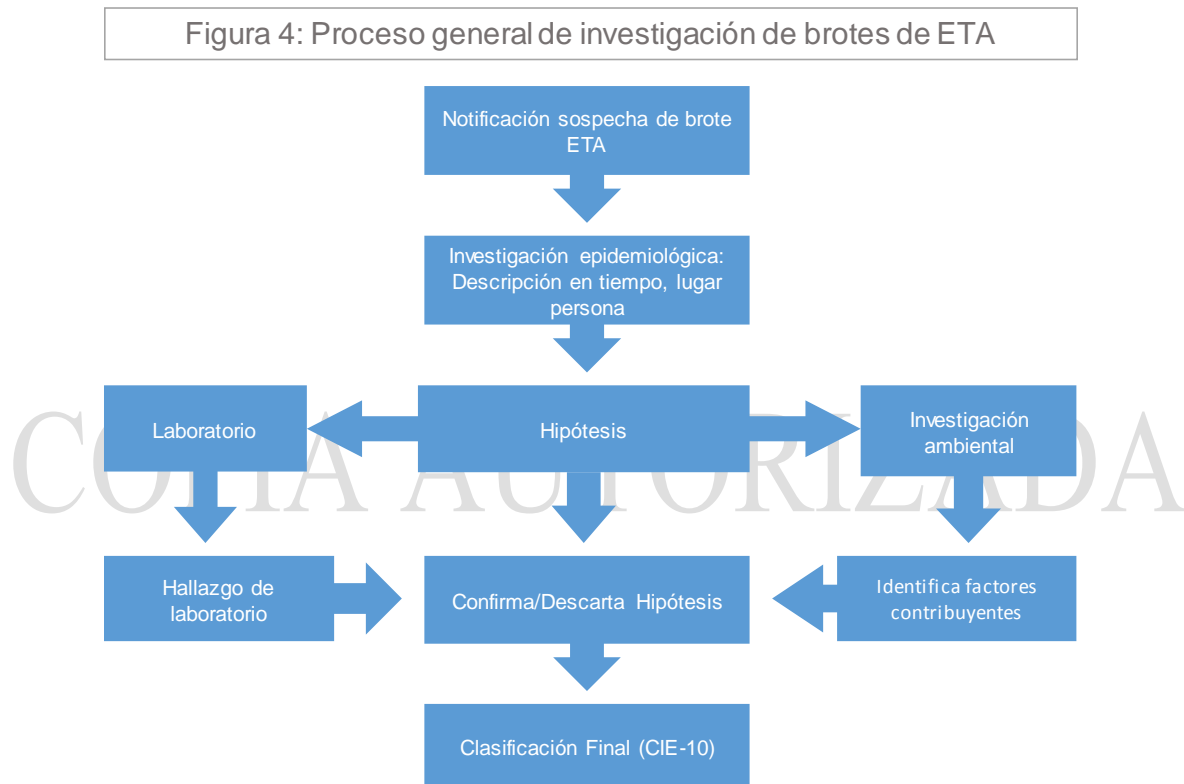 Figura 4: Proceso general de investigación de brotes de ETA
Notificación sospecha de brote
ETA
Investigación epidemiológica:
Descripción en tiempo, lugar
persona
Laboratorio
Hipótesis
Investigación
ambiental
COPIA AUTORIZADA
Hallazgo de
laboratorio
Confirma/Descarta Hipótesis
Identifica factores
contribuyentes
Clasificación Final (CIE-10)